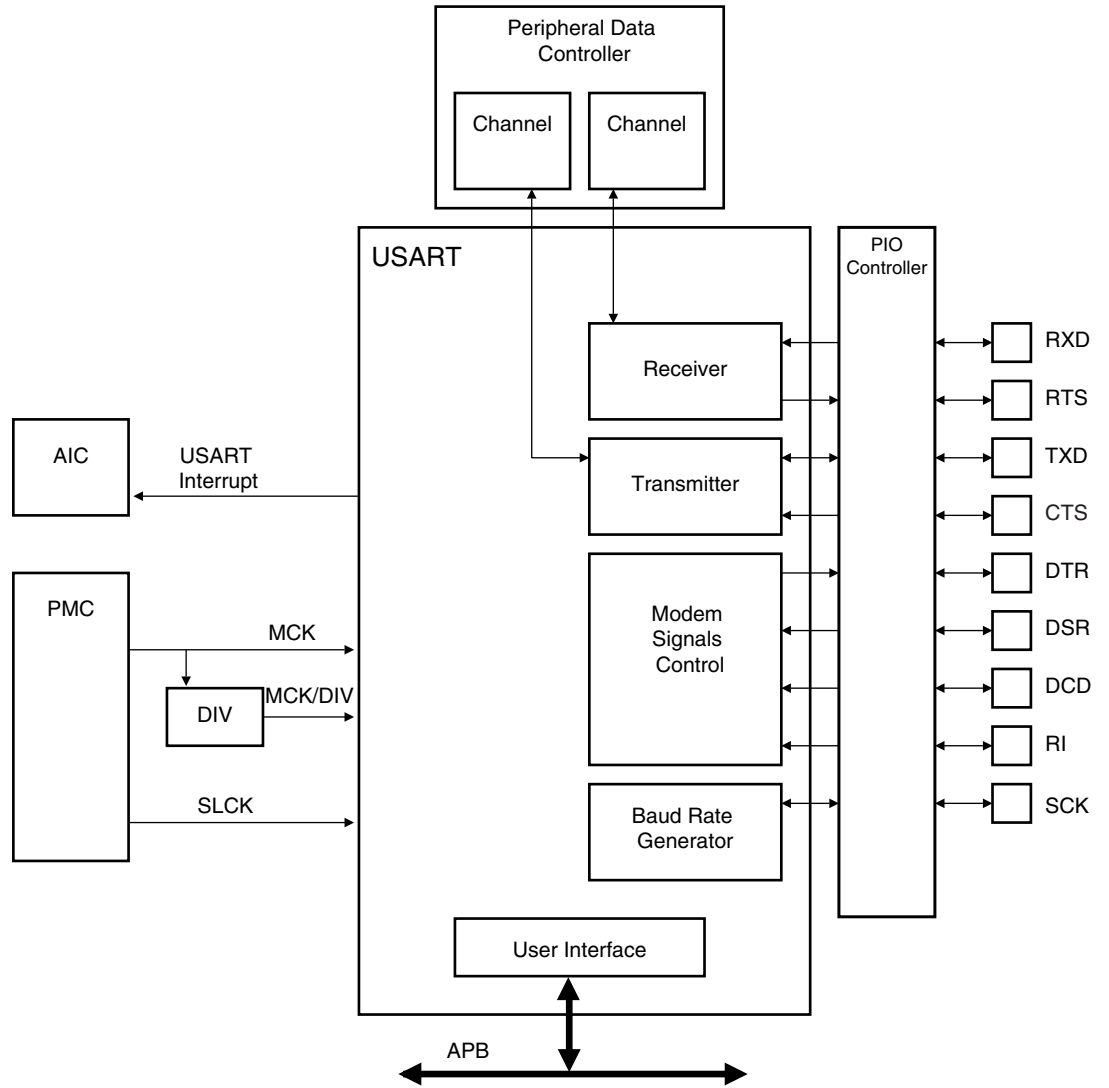 Peripheral Data
Controller
Channel
Channel
USART
PIO
Controller
Receiver
RXD
RTS
AIC
USART
Interrupt
Transmitter
TXD
CTS
PMC
MCK
DIV
MCK/DIV
SLCK
Modem
Signals
Control
DTR
DSR
DCD
RI
Baud Rate
Generator
SCK
User Interface
APB